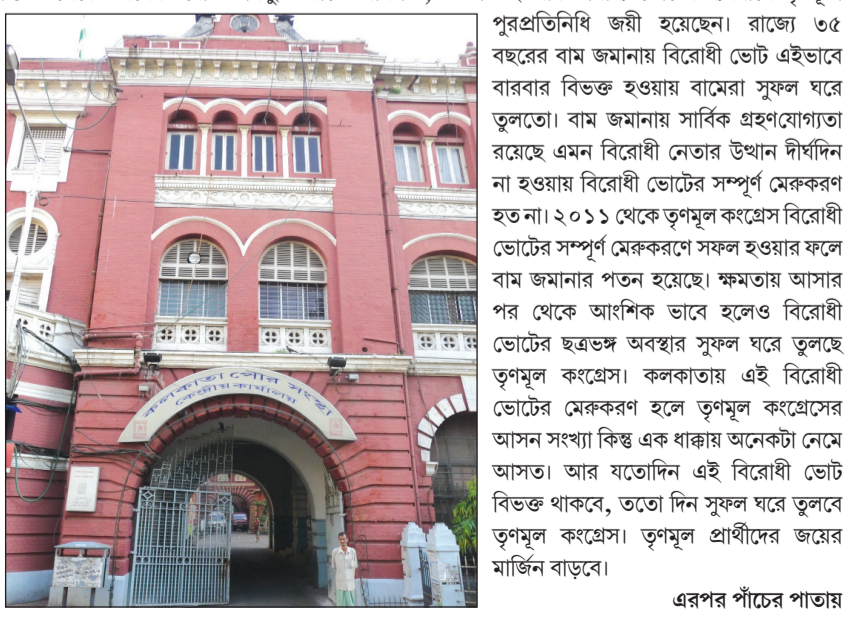 কলকাতা পৌর সংস্থা
কেন্দ্রীয় কার্যালয়
পুরপ্রতিনিধি জয়ী হয়েছেন। রাজ্যে ৩৫
বছরের বাম জমানায় বিরোধী ভোট এইভাবে
বারবার বিভক্ত হওয়ায় বামেরা সুফল ঘরে
তুলতো। বাম জমানায় সার্বিক গ্রহণযোগ্যতা
রয়েছে এমন বিরোধী নেতার উত্থান দীর্ঘদিন
না হওয়ায় বিরোধী ভোটের সম্পূর্ণ মেরুকরণ
হত না। ২০১১ থেকে তৃণমূল কংগ্রেস বিরোধী
ভোটের সম্পূর্ণ মেরুকরণে সফল হওয়ার ফলে
বাম জমানার পতন হয়েছে। ক্ষমতায় আসার
পর থেকে আংশিক ভাবে হলেও বিরোধী
ভোটের ছত্রভঙ্গ অবস্থার সুফল ঘরে তুলছে
তৃণমূল কংগ্রেস। কলকাতায় এই বিরোধী
ভোটের মেরুকরণ হলে তৃণমূল কংগ্রেসের
আসন সংখ্যা কিন্তু এক ধাক্কায় অনেকটা নেমে
আসত। আর যতোদিন এই বিরোধী ভোট
বিভক্ত থাকবে, ততো দিন সুফল ঘরে তুলবে
তৃণমূল কংগ্রেস। তৃণমূল প্রার্থীদের জয়ের
মার্জিন বাড়বে।
এরপর পাঁচের পাতায়